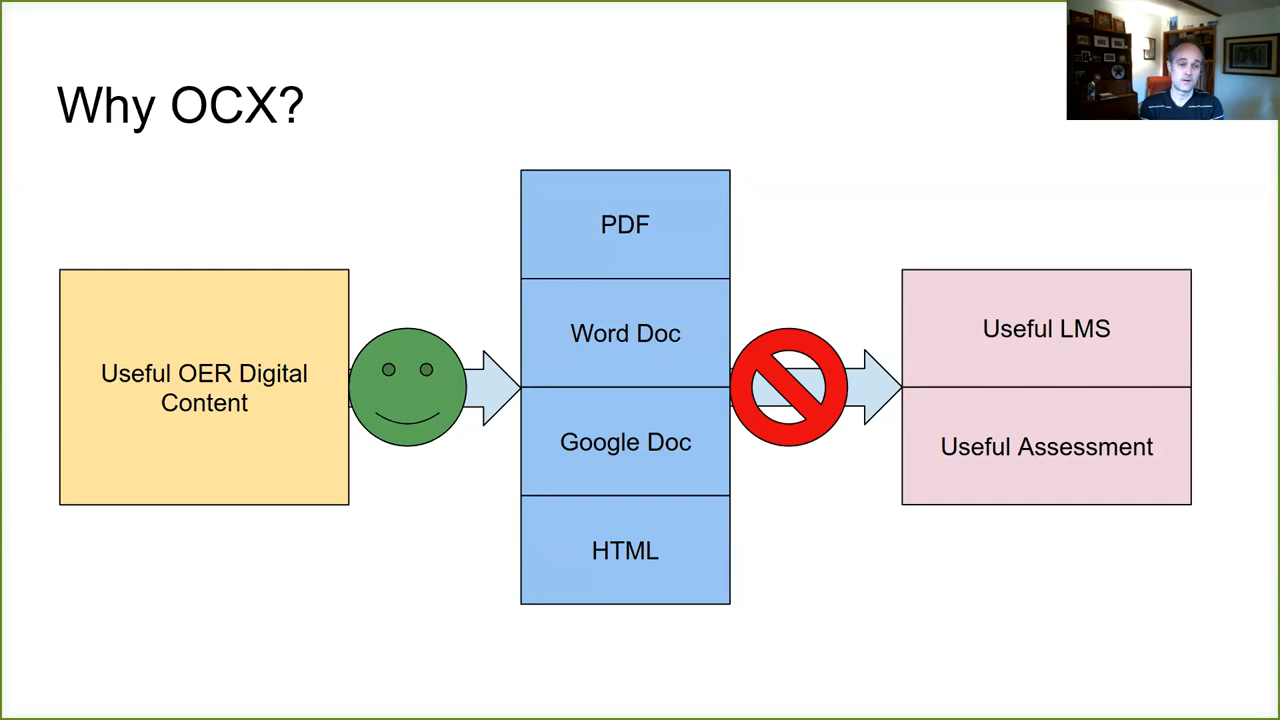 Why OCX?
Useful OER Digital
Content
PDF
Word Doc
Google Doc
HTML
Useful LMS
Useful Assessment